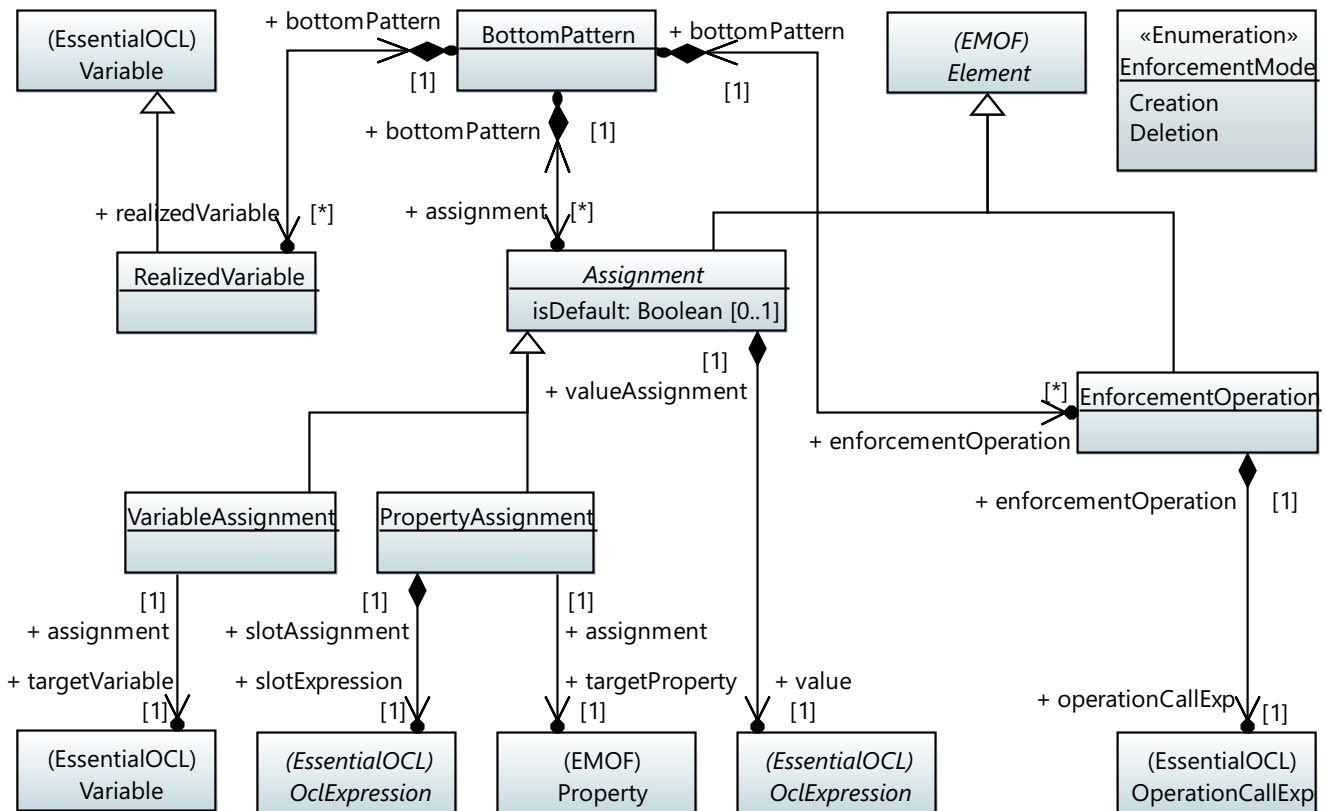 (EssentialOCL)
Variable
+ bottomPattern
[1]
BottomPattern
+ bottomPattern
[1]
(EMOF)
Element
«Enumeration»
EnforcementMode
Creation
Deletion
+ bottomPattern
[1]
+ realizedVariable
[*]
+ assignment
[*]
RealizedVariable
Assignment
isDefault: Boolean [0..1]
[1]
+ valueAssignment
[*]
+ enforcementOperation
EnforcementOperation
+ enforcementOperation
[1]
VariableAssignment
PropertyAssignment
[1]
+ assignment
+ targetVariable
[1]
[1]
+ slotAssignment
+ slotExpression
[1]
[1]
+ assignment
+ targetProperty
[1]
+ value
[1]
+ operationCallExp
[1]
(EssentialOCL)
Variable
(EssentialOCL)
OclExpression
(EMOF)
Property
(EssentialOCL)
OclExpression
(EssentialOCL)
OperationCallExp